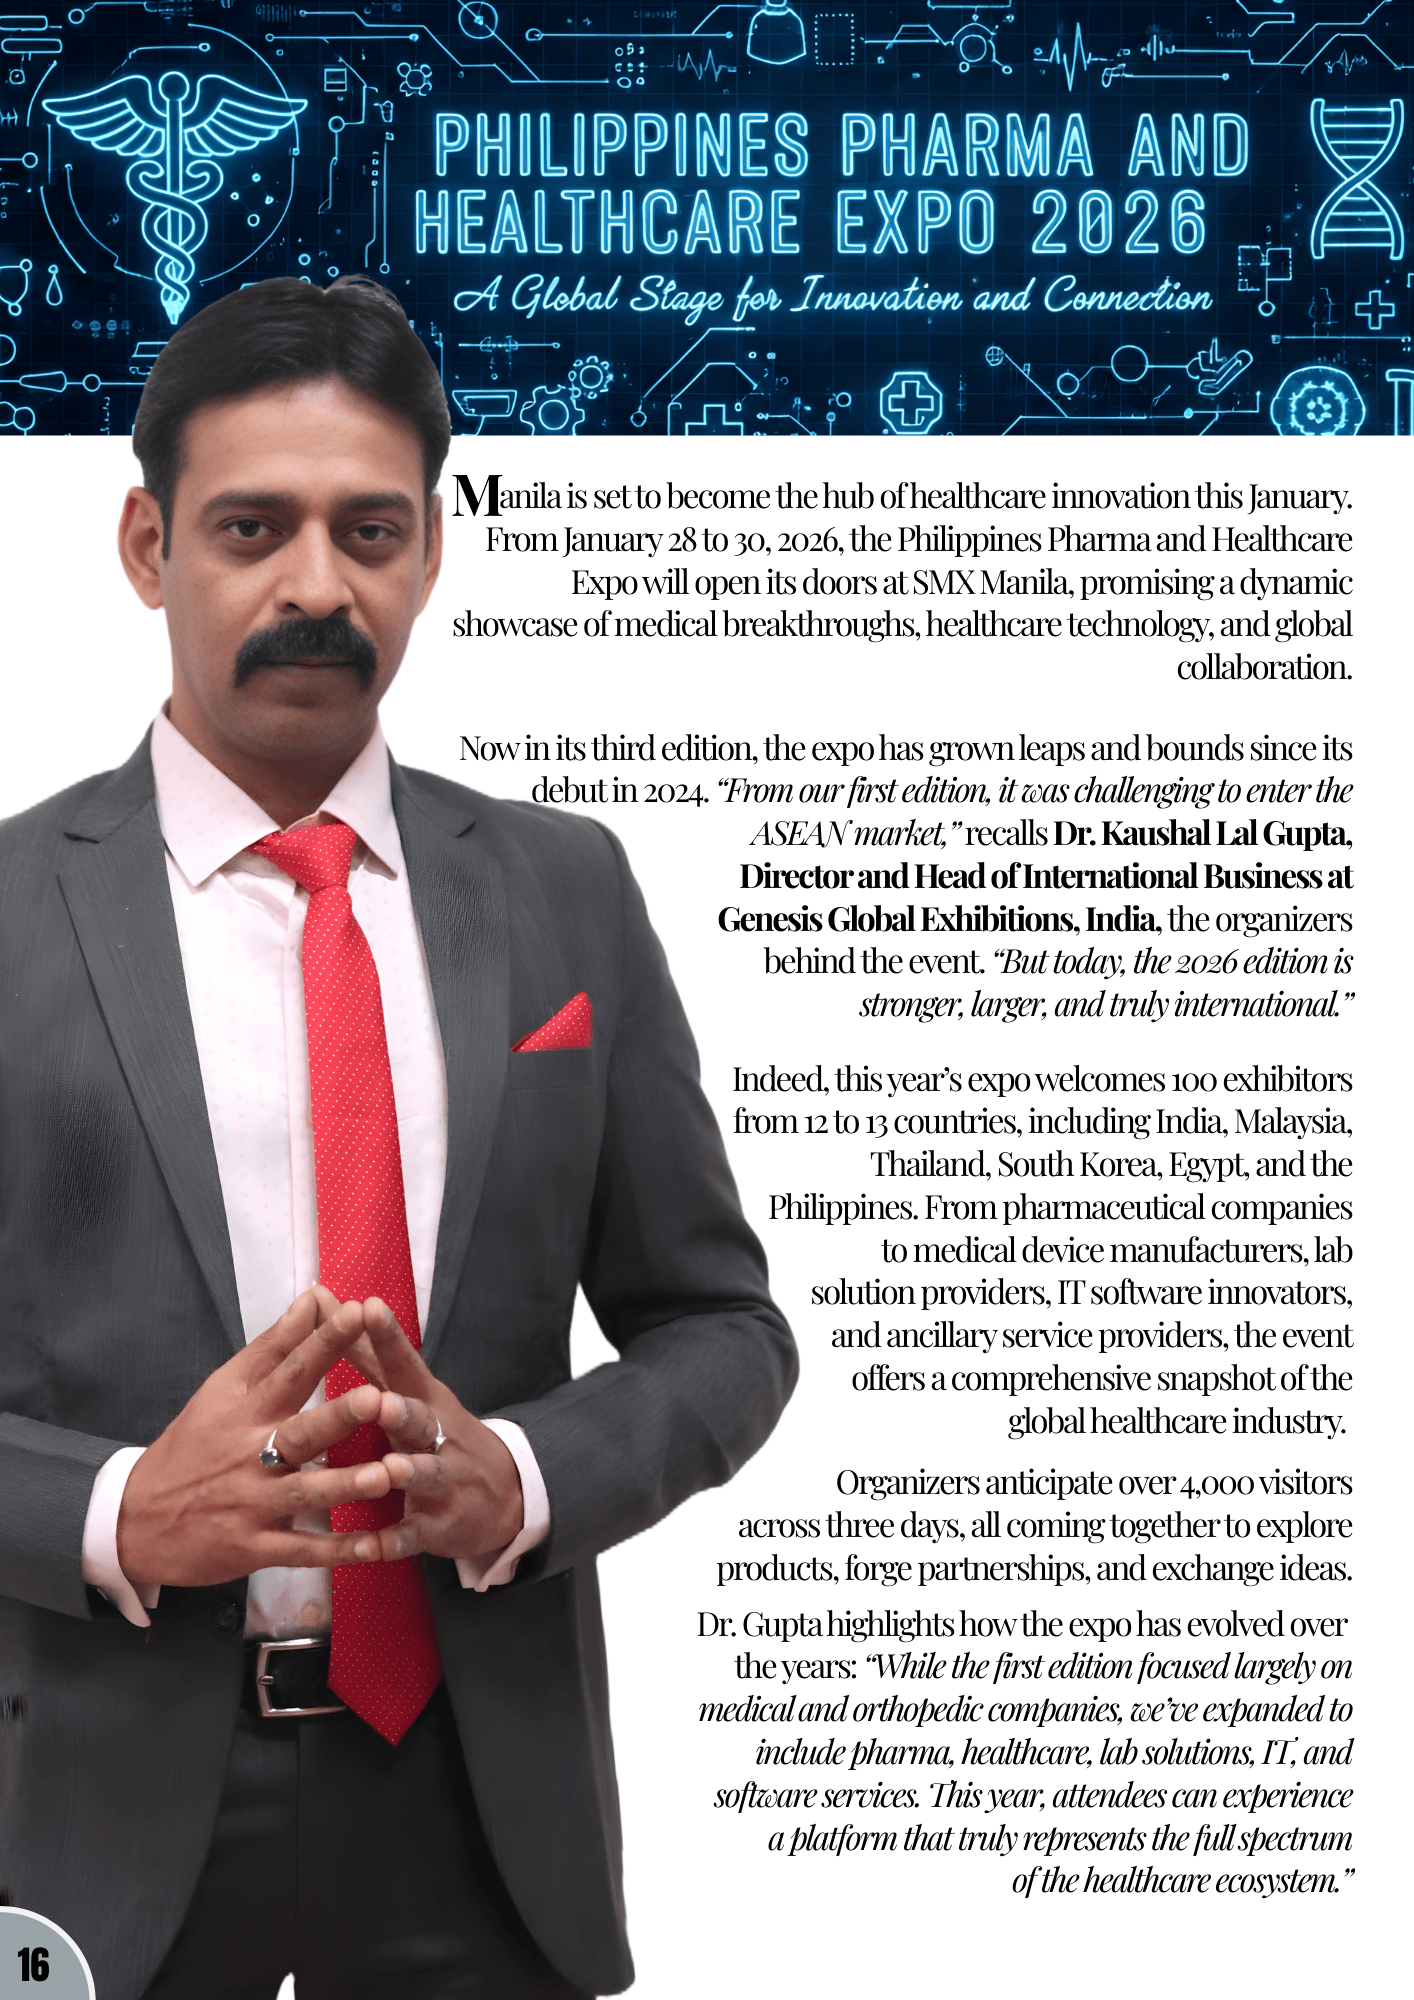 PHILIPPINES PHARMA AND
HEALTHCARE EXPO 2026
A Global Stage for Innovation and Connection
Manila is set to become the hub of healthcare innovation this January.
From January 28 to 30, 2026, the Philippines Pharma and Healthcare
Expo will open its doors at SMX Manila, promising a dynamic
showcase of medical breakthroughs, healthcare technology, and global
collaboration.
Now in its third edition, the expo has grown leaps and bounds since its
debut in 2024. “From our first edition, it was challenging to enter the
ASEAN market,” recalls Dr. Kaushal Lal Gupta,
Director and Head of International Business at
Genesis Global Exhibitions, India, the organizers
behind the event. “But today, the 2026 edition is
stronger, larger, and truly international.”
Indeed, this year’s expo welcomes 100 exhibitors
from 12 to 13 countries, including India, Malaysia,
Thailand, South Korea, Egypt, and the
Philippines. From pharmaceutical companies
to medical device manufacturers, lab
solution providers, IT software innovators,
and ancillary service providers, the event
offers a comprehensive snapshot of the
global healthcare industry.
Organizers anticipate over 4,000 visitors
across three days, all coming together to explore
products, forge partnerships, and exchange ideas.
Dr. Gupta highlights how the expo has evolved over
the years: “While the first edition focused largely on
medical and orthopedic companies, we’ve expanded to
include pharma, healthcare, lab solutions, IT, and
software services. This year, attendees can experience
a platform that truly represents the full spectrum
of the healthcare ecosystem.”
16